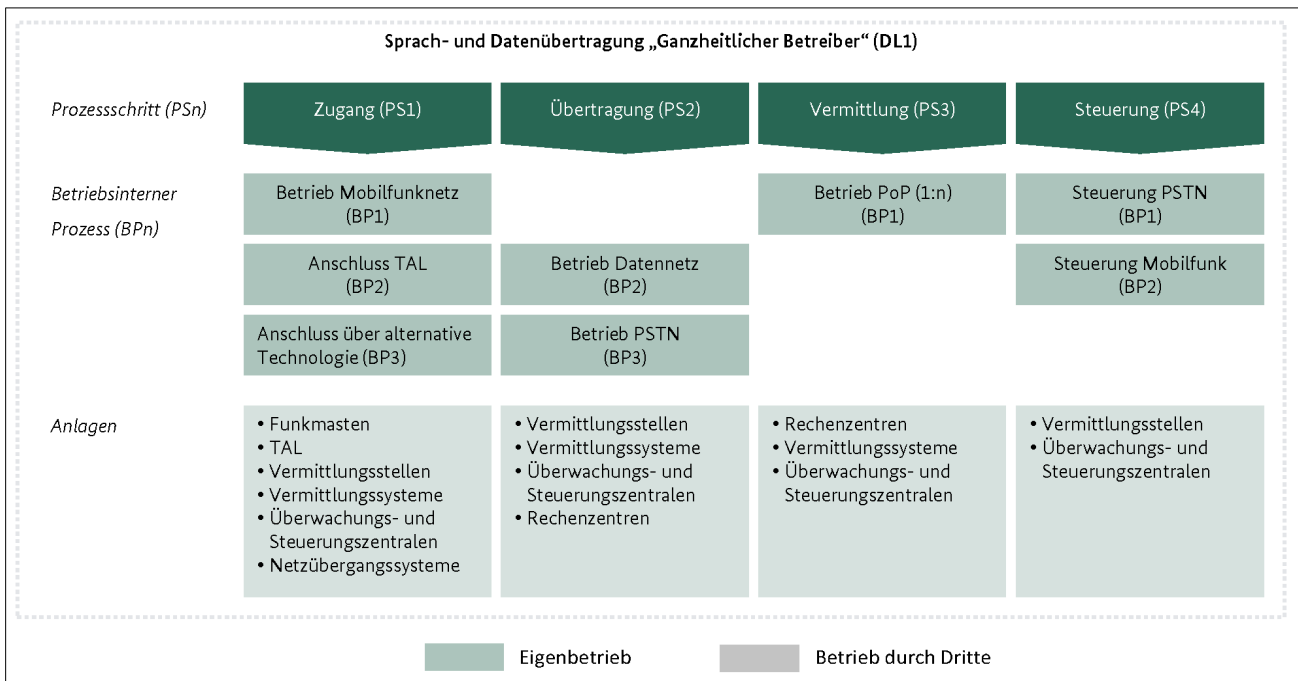 Sprach- und Datenübertragung „Ganzheitlicher Betreiber“ (DL1)
Prozessschritt (PSn)
Zugang (PS1)
Übertragung (PS2)
Vermittlung (PS3)
Steuerung (PS4)
Betriebsinterner
Prozess (BPn)
Betrieb Mobilfunknetz
(BP1)
Betrieb PoP (1:n)
(BP1)
Steuerung PSTN
(BP1)
Anschluss TAL
(BP2)
Betrieb Datennetz
(BP2)
Steuerung Mobilfunk
(BP2)
Anschluss über alternative
Technologie (BP3)
Betrieb PSTN
(BP3)
Anlagen
• Funkmasten
• TAL
• Vermittlungsstellen
• Vermittlungssysteme
• Überwachungs- und
Steuerungszentralen
• Netzübergangssysteme
• Vermittlungsstellen
• Vermittlungssysteme
• Überwachungs- und
Steuerungszentralen
• Rechenzentren
• Rechenzentren
• Vermittlungssysteme
• Überwachungs- und
Steuerungszentralen
• Vermittlungsstellen
• Überwachungs- und
Steuerungszentralen
Eigenbetrieb
Betrieb durch Dritte